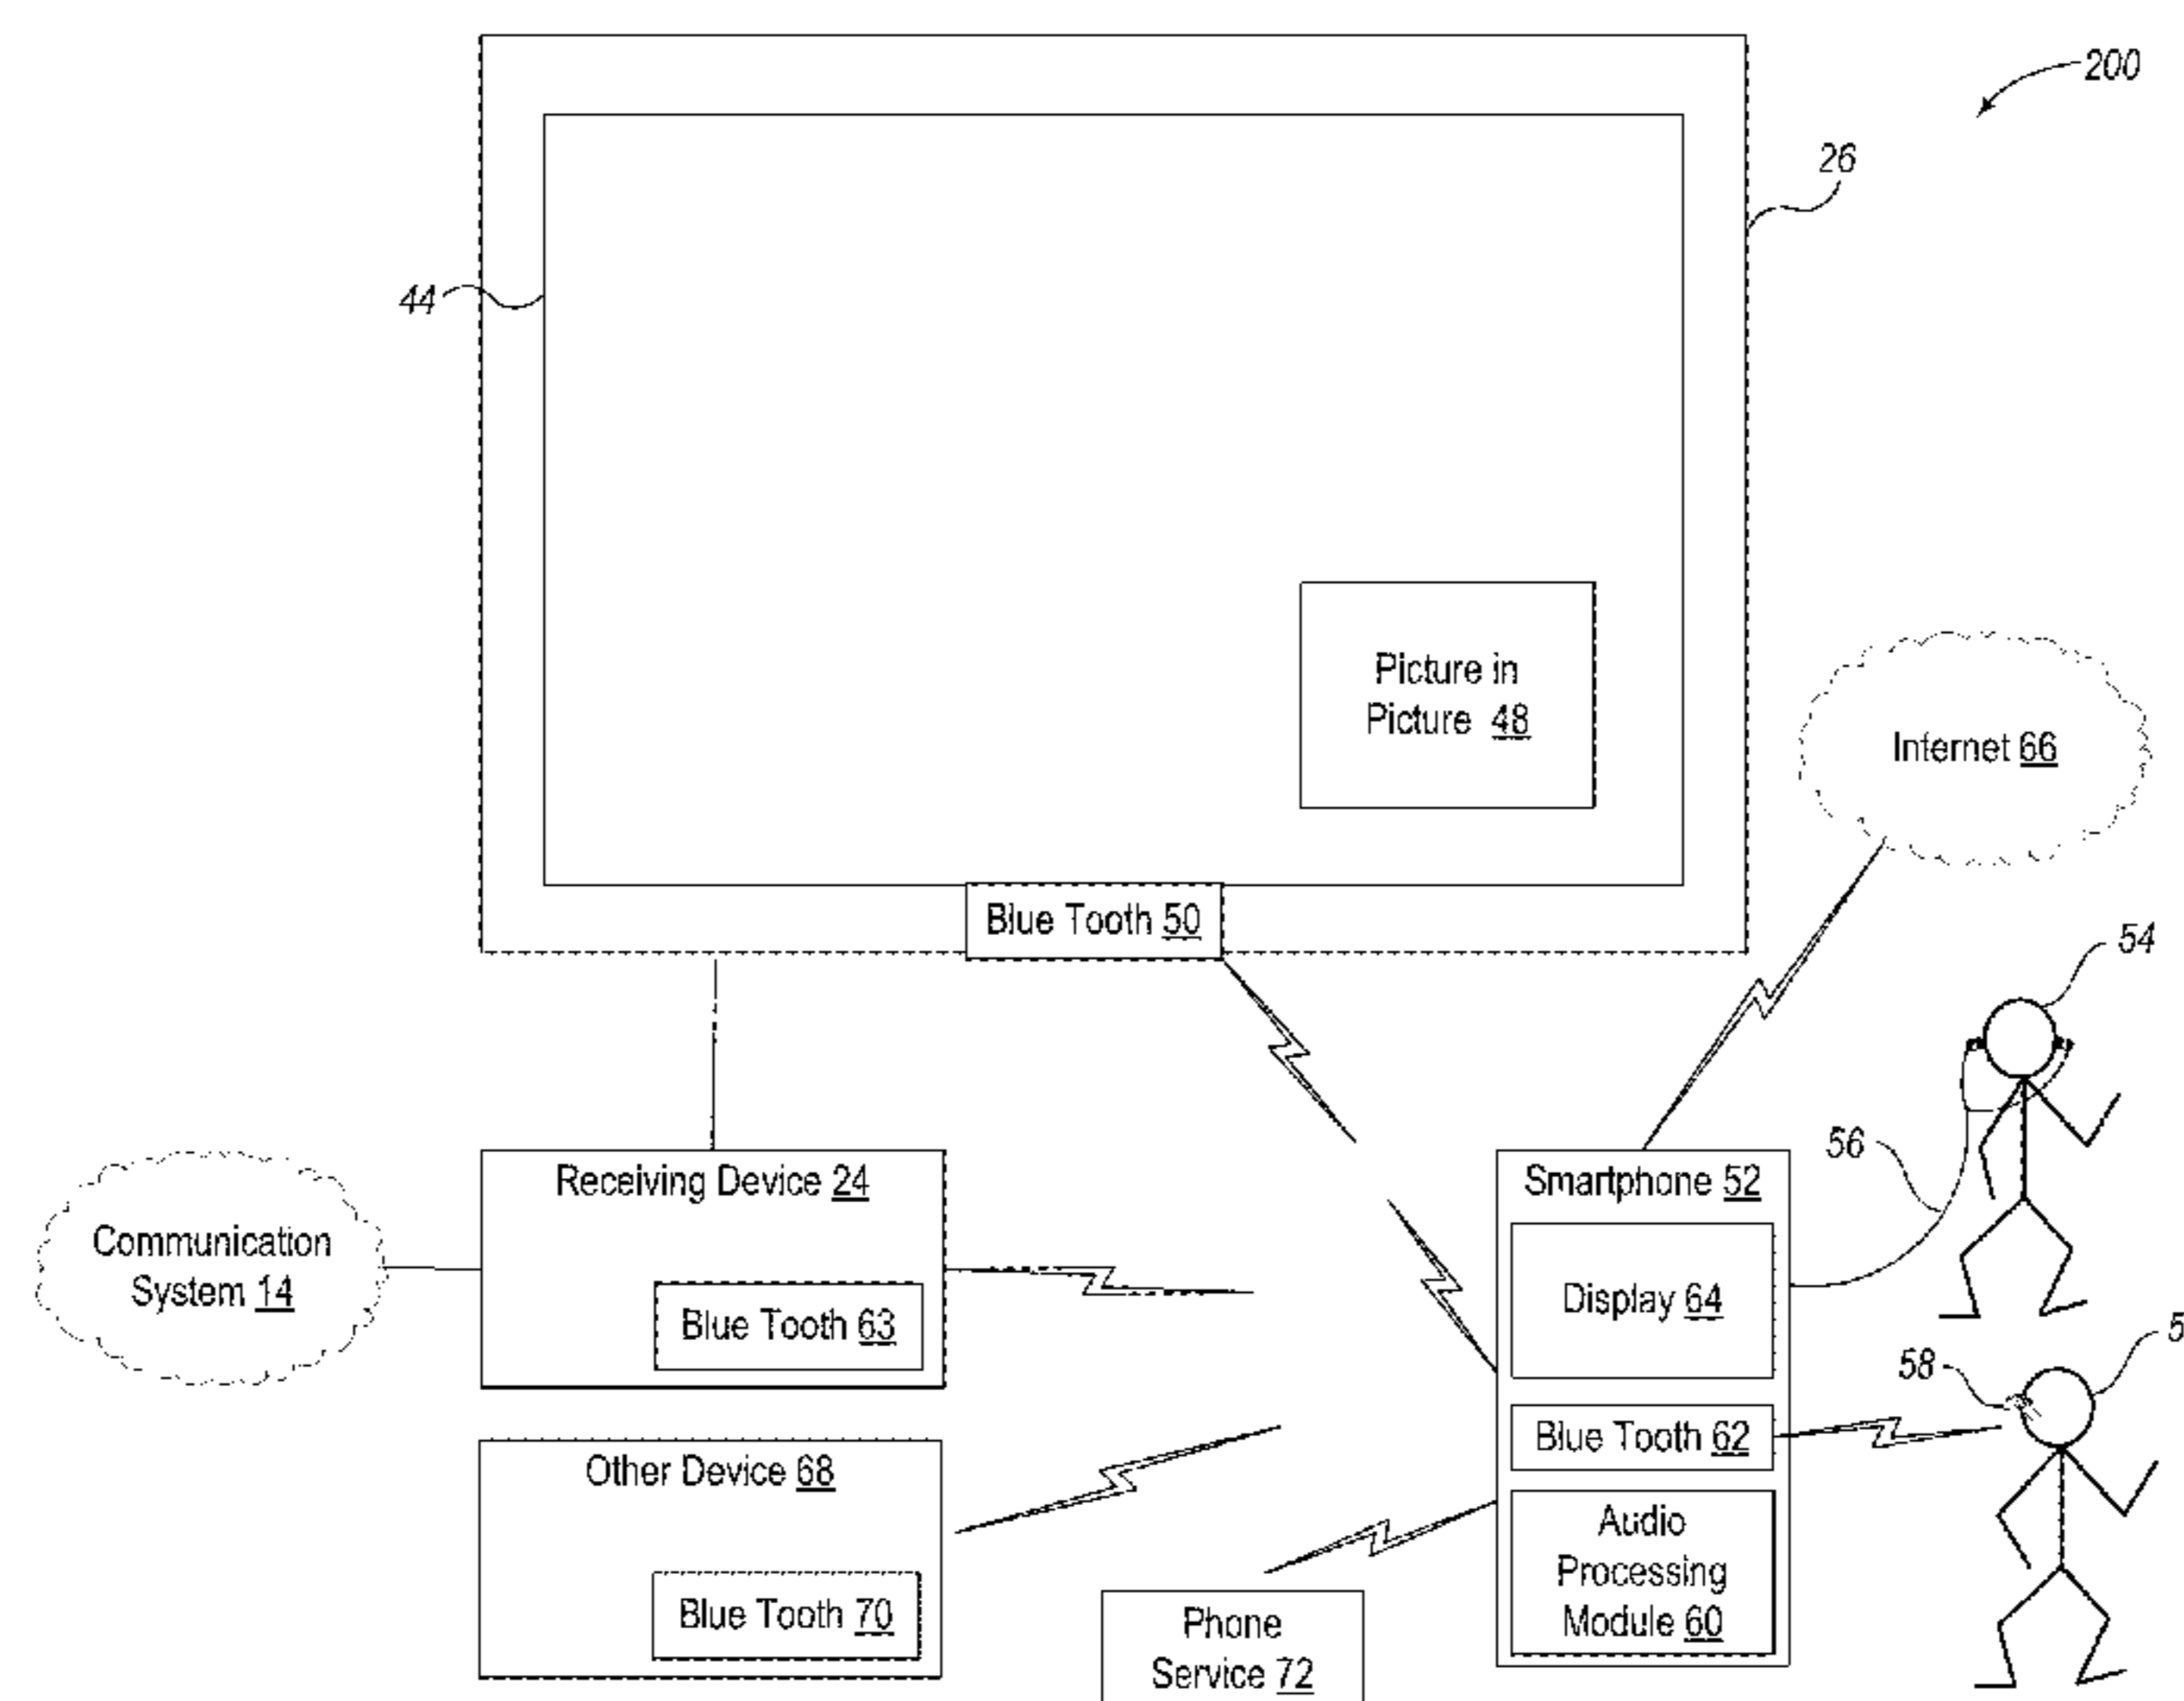 200
26
44
Picture in
Picture 48
Internet 66
Blue Tooth 50
54
56
Receiving Device 24
Smartphone 52
Communication
System 14
Display 64
Blue Tooth 63
58
Blue Tooth 62
Other Device 68
Audio
Processing
Module 60
Blue Tooth 70
Phone
Service 72